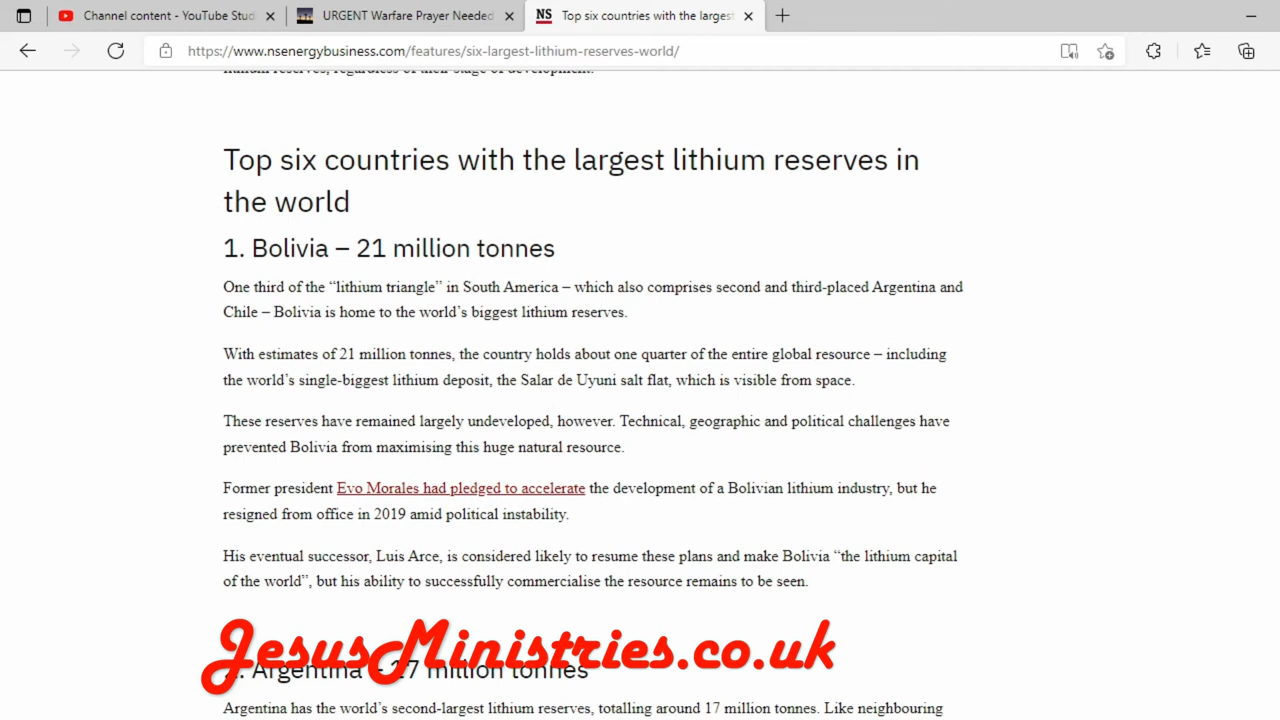 Channel content - YouTube Stud
URGENT Warfare Prayer Needed
NS Top six countries with the largest
https://www.nsenergybusiness.com/features/six-largest-lithium-reserves-world/
lithium reserves, regardless of their stage of development.
Top six countries with the largest lithium reserves in
the world
1. Bolivia – 21 million tonnes
One third of the “lithium triangle” in South America – which also comprises second and third-placed Argentina and
Chile – Bolivia is home to the world’s biggest lithium reserves.
With estimates of 21 million tonnes, the country holds about one quarter of the entire global resource – including
the world’s single-biggest lithium deposit, the Salar de Uyuni salt flat, which is visible from space.
These reserves have remained largely undeveloped, however. Technical, geographic and political challenges have
prevented Bolivia from maximising this huge natural resource.
Former president Evo Morales had pledged to accelerate the development of a Bolivian lithium industry, but he
resigned from office in 2019 amid political instability.
His eventual successor, Luis Arce, is considered likely to resume these plans and make Bolivia “the lithium capital
of the world”, but his ability to successfully commercialise the resource remains to be seen.
JesusMinistries.co.uk
2. Argentina – 17 million tonnes
Argentina has the world’s second-largest lithium reserves, totalling around 17 million tonnes. Like neighbouring